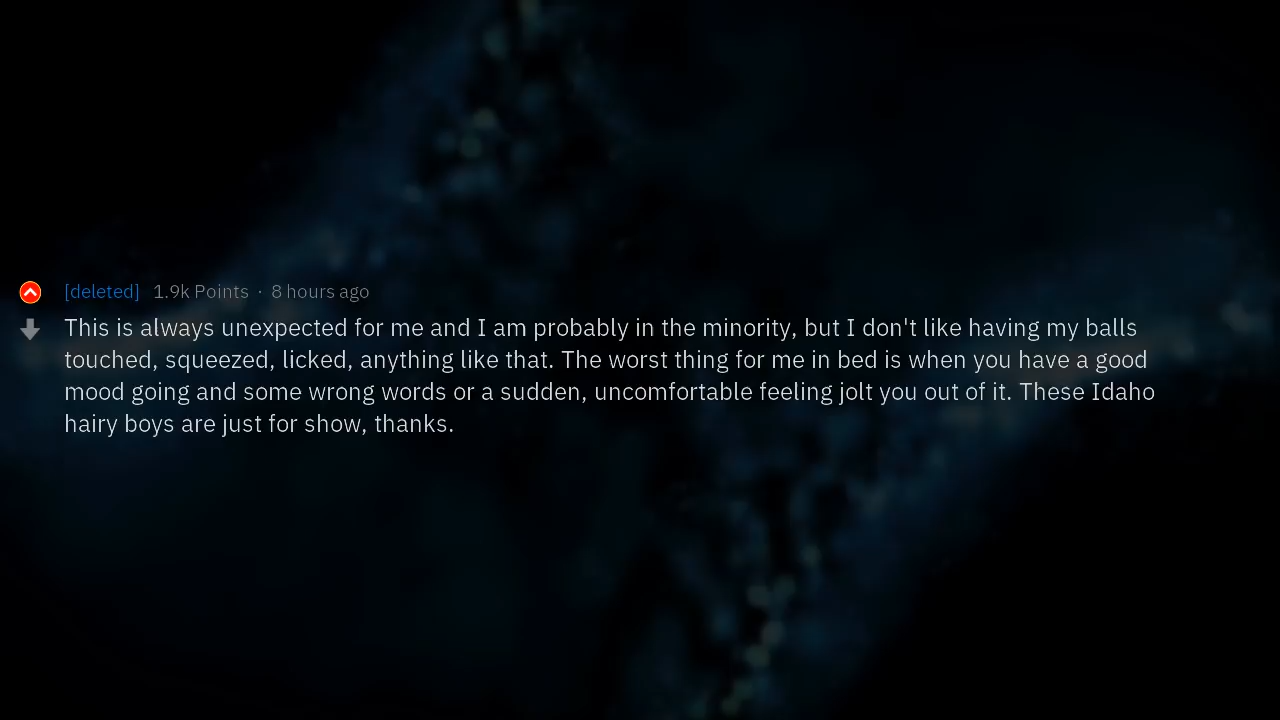 [deleted] 1.9k Points · 8 hours ago
This is always unexpected for me and I am probably in the minority, but I don't like having my balls
touched, squeezed, licked, anything like that. The worst thing for me in bed is when you have a good
mood going and some wrong words or a sudden, uncomfortable feeling jolt you out of it. These Idaho
hairy boys are just for show, thanks.